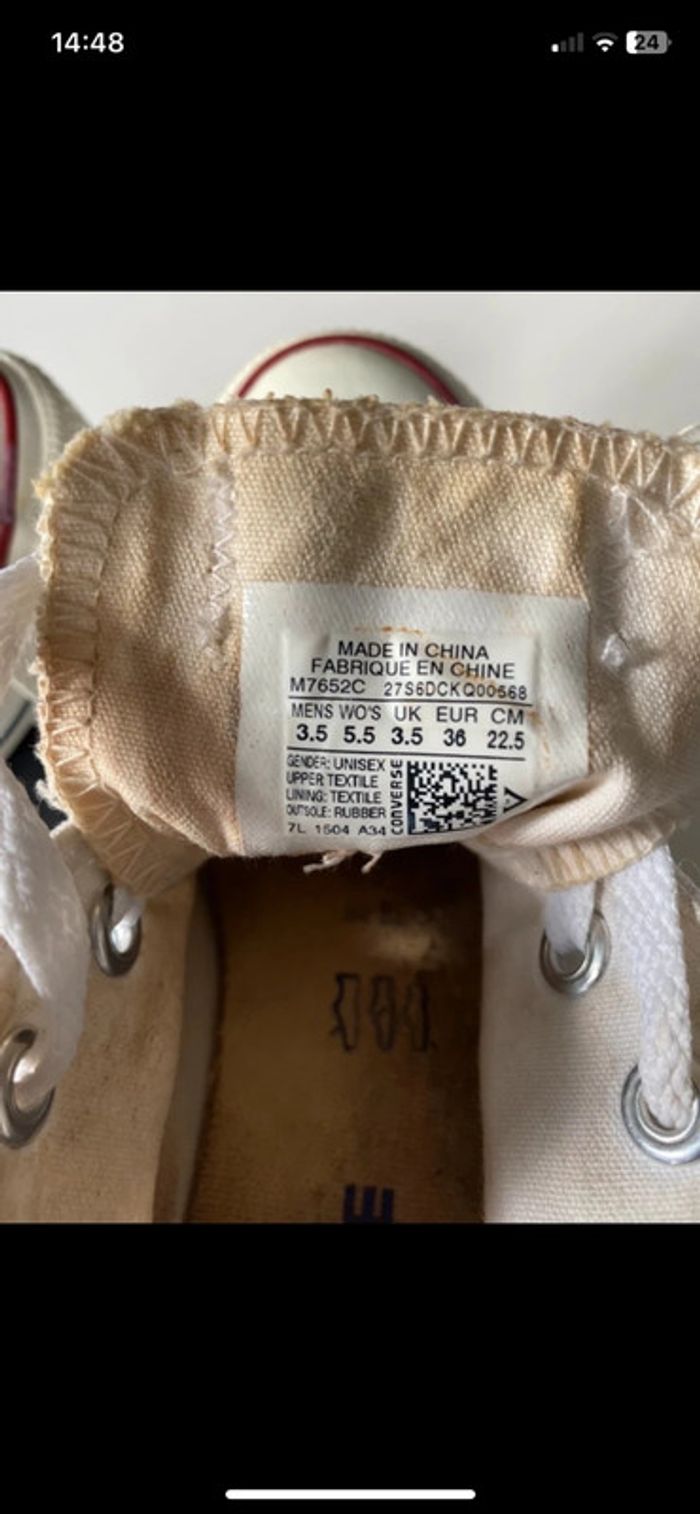 14:48
24
MADE IN CHINA
FABRIQUE EN CHINE
M7652C 27S6DCKQ00568
MENS WO'S UK EUR CM
3.5 5.5 3.5 36 22.5
GENDER: UNISEX
UPPER TEXTILE
LINING: TEXTILE
OUTSOLE: RUBBER
CONVERSE
7L 1504 A34